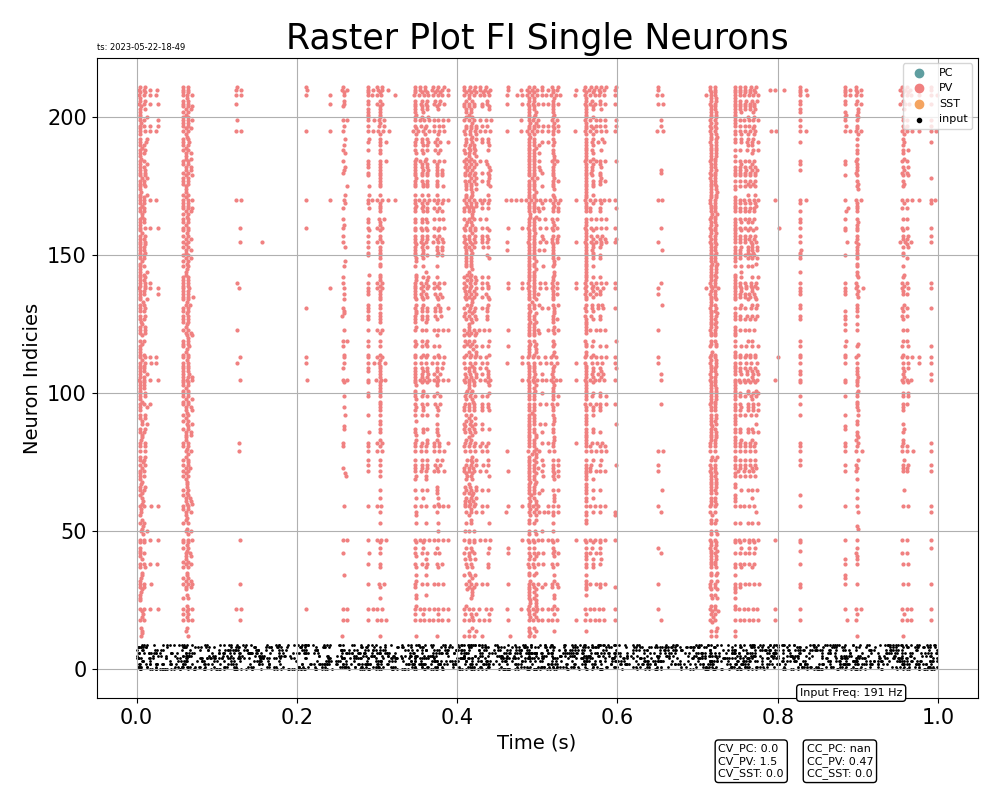 Raster Plot FI Single Neurons
ts: 2023-05-22-18-49
PC
PV
SST
input
200
150
100
50
0
Neuron Indicies
0.0 0.2 0.4 0.6 0.8 1.0
Time (s)
Input Freq: 191 Hz
CV_PC: 0.0
CV_PV: 1.5
CV_SST: 0.0
CC_PC: nan
CC_PV: 0.47
CC_SST: 0.0